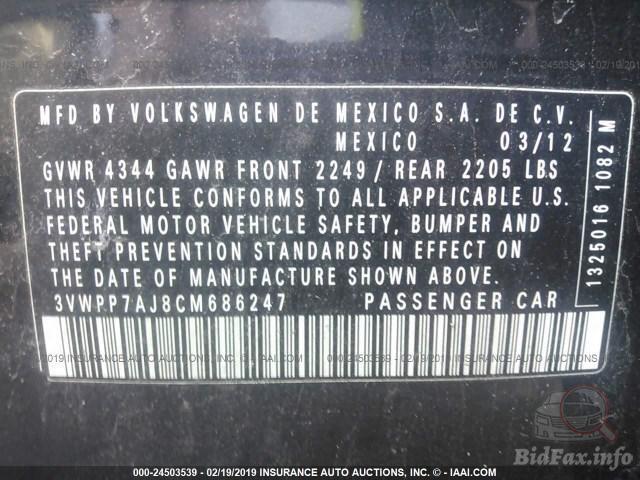 MFD BY VOLKSWAGEN DE MEXICO S.A. DE C.V.
MEXICO 03/12
GVWR 4344 GAWR FRONT 2249 / REAR 2205 LBS
THIS VEHICLE CONFORMS TO ALL APPLICABLE U.S.
FEDERAL MOTOR VEHICLE SAFETY, BUMPER AND
THEFT PREVENTION STANDARDS IN EFFECT ON
THE DATE OF MANUFACTURE SHOWN ABOVE.
3VWPP7AJ8CM686247 PASSENGER CAR
1325016 1082 M
000-24503539 - 02/19/2019 INSURANCE AUTO AUCTIONS, INC. - © IAAI.COM
BidFax.info